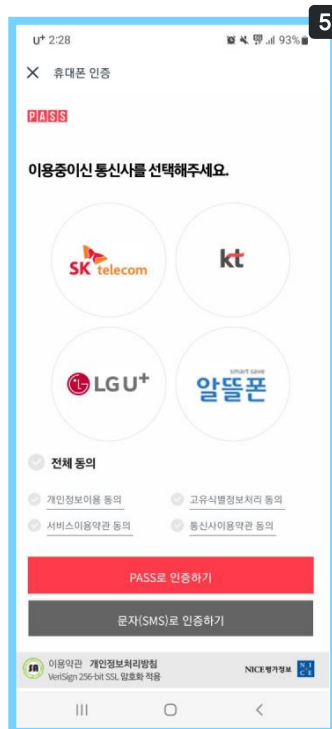 5
U+ 2:28 93%
휴대폰 인증
PASS
이용중이신 통신사를 선택해주세요.
SK telecom
kt
LG U+
smart save
알뜰폰
전체 동의
개인정보이용 동의 고유식별정보처리 동의
서비스이용약관 동의 통신사이용약관 동의
PASS로 인증하기
문자(SMS)로 인증하기
이용약관 개인정보처리방침
VeriSign 256-bit SSL 암호화 적용
NICE평가정보 NICE